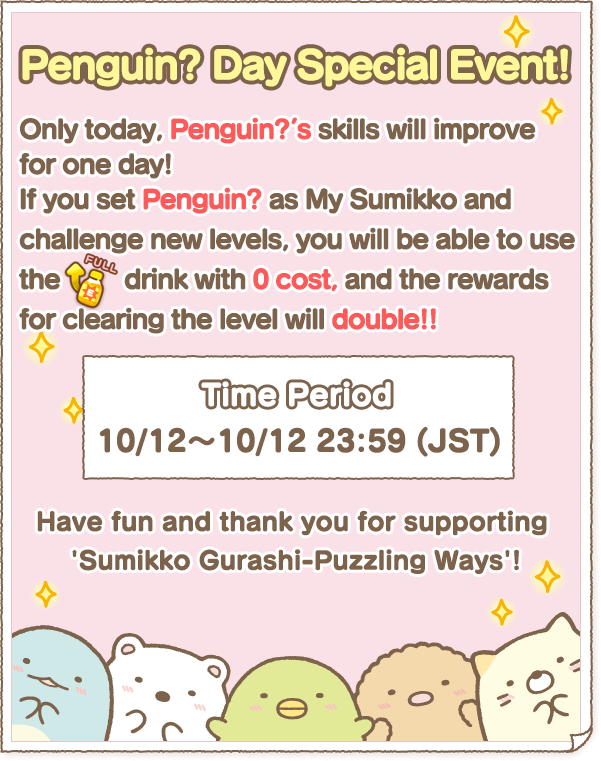 Penguin? Day Special Event!
Only today, Penguin?'s skills will improve
for one day!
If you set Penguin? as My Sumikko and
challenge new levels, you will be able to use
the FULL drink with 0 cost, and the rewards
for clearing the level will double!!
Time Period
10/12～10/12 23:59 (JST)
Have fun and thank you for supporting
'Sumikko Gurashi-Puzzling Ways'!